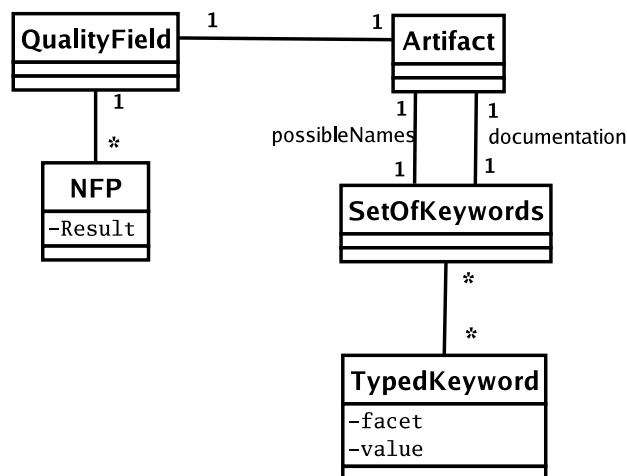 QualityField
1
1
Artifact
1
*
1
1
possibleNames
documentation
1
1
NFP
-Result
SetOfKeywords
*
*
TypedKeyword
-facet
-value